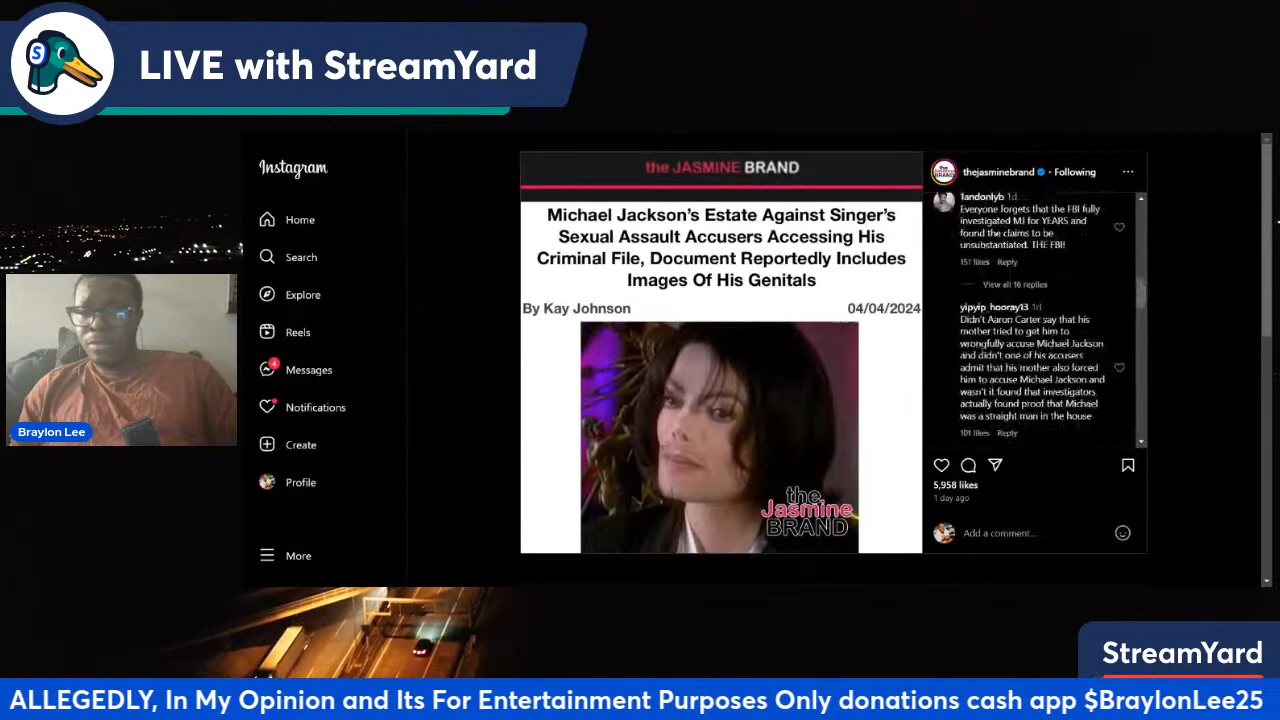 S
LIVE with StreamYard
Instagram
Home
Search
Explore
Reels
4
Messages
Notifications
Create
Profile
More
Braylon Lee
the JASMINE BRAND
Michael Jackson's Estate Against Singer's
Sexual Assault Accusers Accessing His
Criminal File, Document Reportedly Includes
Images Of His Genitals
By Kay Johnson 04/04/2024
the
Jasmine
BRAND
thejasminebrand • Following
1andonlyb 1d
Everyone forgets that the FBI fully
investigated MJ for YEARS and
found the claims to be
unsubstantiated. THE FBI!
151 likes Reply
View all 16 replies
yipyip_hooray13 1d
Didn't Aaron Carter say that his
mother tried to get him to
wrongfully accuse Michael Jackson
and didn't one of his accusers
admit that his mother also forced
him to accuse Michael Jackson and
wasn't it found that investigators
actually found proof that Michael
was a straight man in the house
101 likes Reply
5,958 likes
1 day ago
Add a comment...
StreamYard
ALLEGEDLY, In My Opinion and Its For Entertainment Purposes Only donations cash app $BraylonLee25